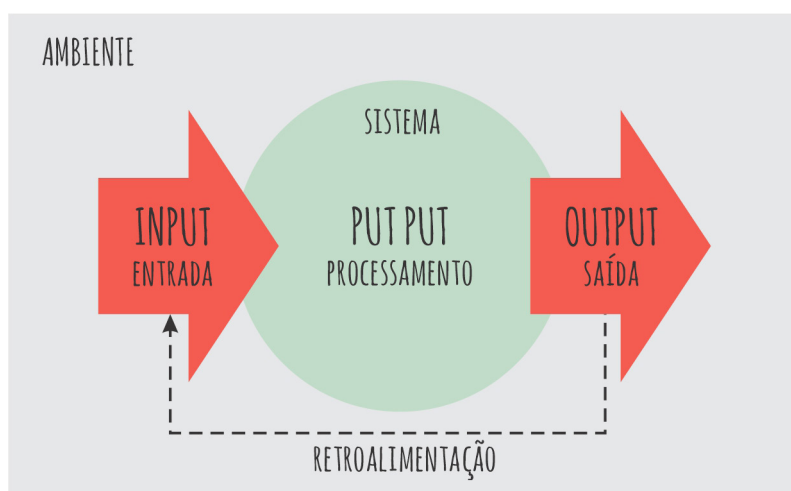 AMBIENTE
SISTEMA
INPUT
ENTRADA
PUT PUT
PROCESSAMENTO
OUTPUT
SAÍDA
RETROALIMENTAÇÃO